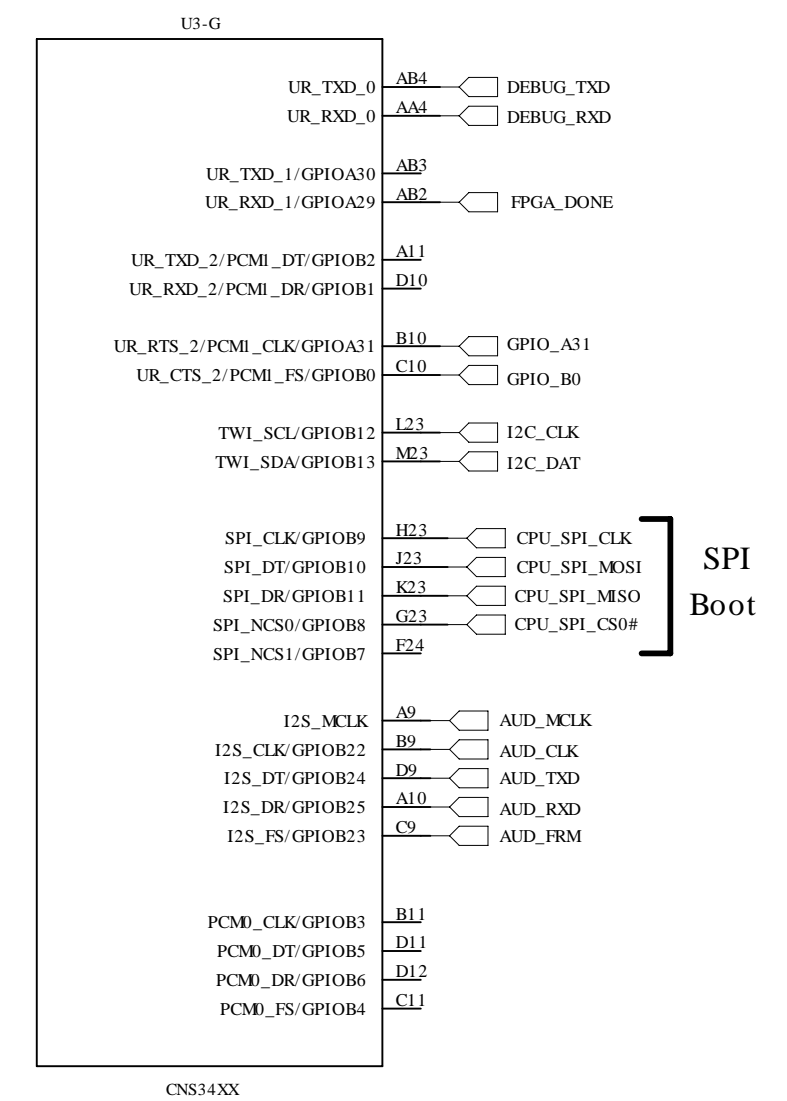 U3-G
UR_TXD_0 AB4 DEBUG_TXD
UR_RXD_0 AA4 DEBUG_RXD
UR_TXD_1/GPIOA30 AB3
UR_RXD_1/GPIOA29 AB2 FPGA_DONE
UR_TXD_2/PCM1_DT/GPIOB2 A11
UR_RXD_2/PCM1_DR/GPIOB1 D10
UR_RTS_2/PCM1_CLK/GPIOA31 B10 GPIO_A31
UR_CTS_2/PCM1_FS/GPIOB0 C10 GPIO_B0
TWI_SCL/GPIOB12 L23 I2C_CLK
TWI_SDA/GPIOB13 M23 I2C_DAT
SPI_CLK/GPIOB9 H23 CPU_SPI_CLK
SPI_DT/GPIOB10 J23 CPU_SPI_MOSI
SPI_DR/GPIOB11 K23 CPU_SPI_MISO
SPI_NCS0/GPIOB8 G23 CPU_SPI_CS0#
SPI_NCS1/GPIOB7 F24
SPI
Boot
I2S_MCLK A9 AUD_MCLK
I2S_CLK/GPIOB22 B9 AUD_CLK
I2S_DT/GPIOB24 D9 AUD_TXD
I2S_DR/GPIOB25 A10 AUD_RXD
I2S_FS/GPIOB23 C9 AUD_FRM
PCM0_CLK/GPIOB3 B11
PCM0_DT/GPIOB5 D11
PCM0_DR/GPIOB6 D12
PCM0_FS/GPIOB4 C11
CNS34XX